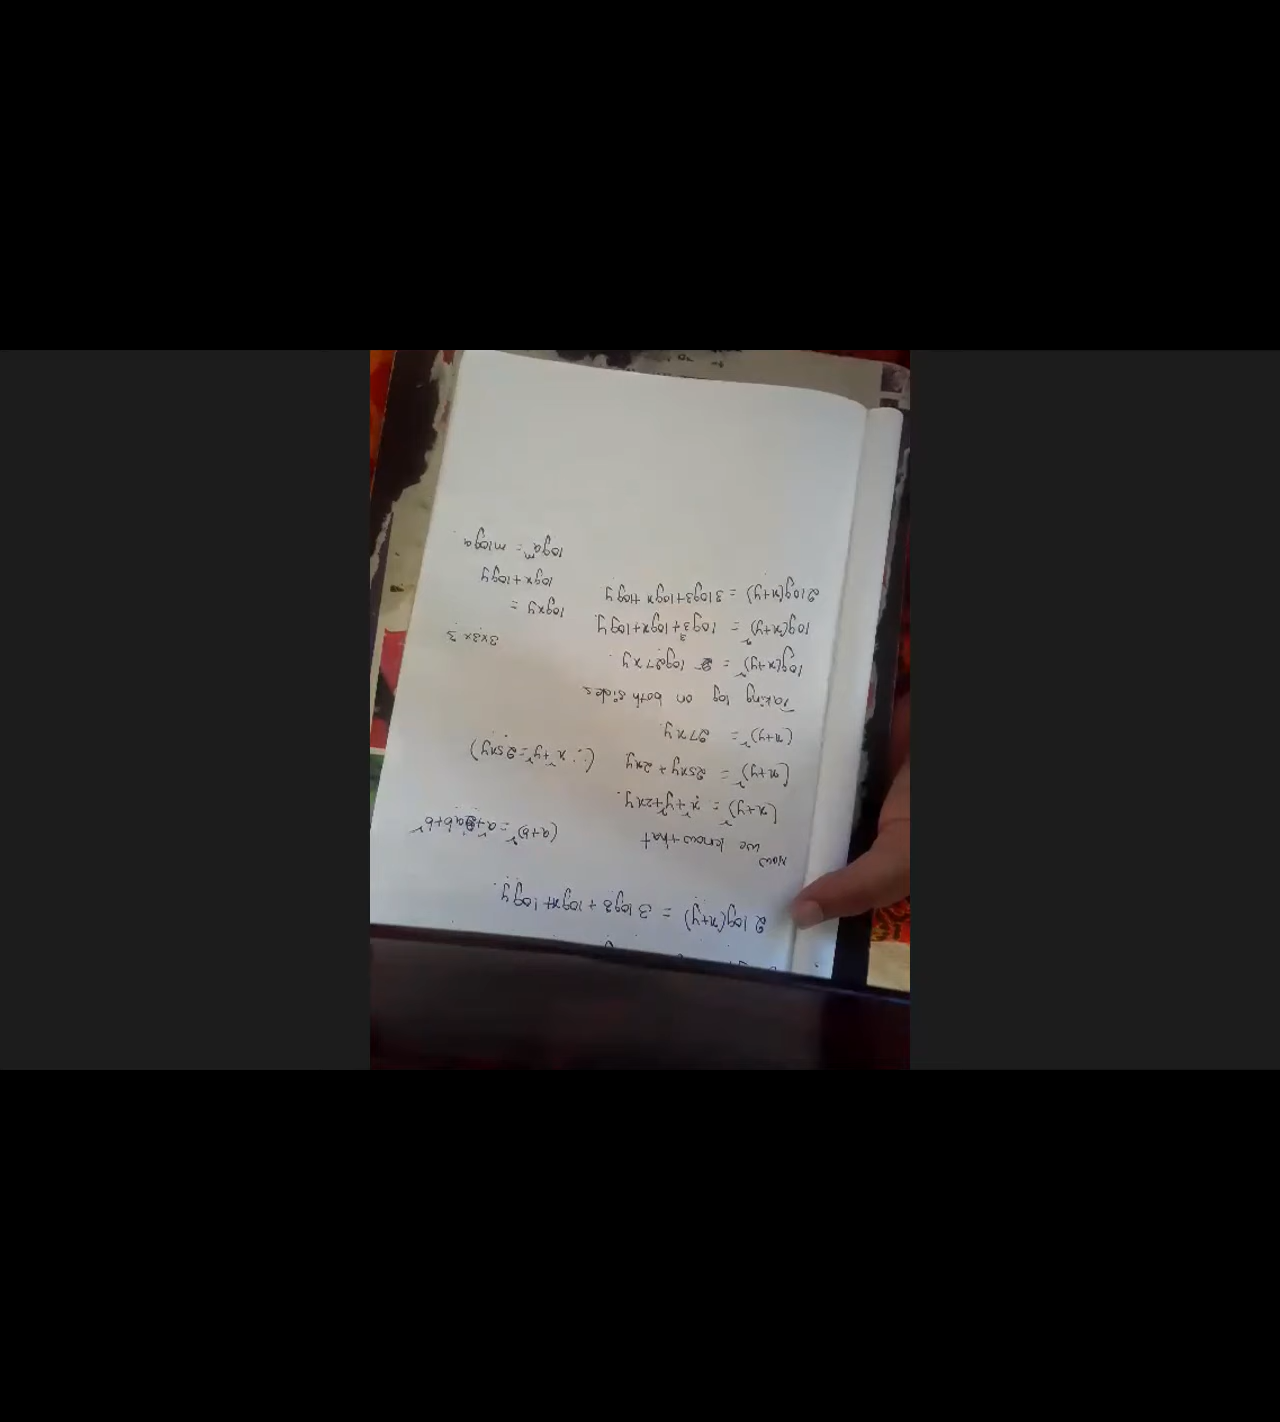 2 log(x+y) = 3 log3 + logx + logy.
Now
we know that (a+b)² = a²+2ab+b²
(x+y)² = x²+y²+2xy.
(x+y)² = 25xy + 2xy (∵ x²+y²=25xy)
(x+y)² = 27xy.
Taking log on both sides
log(x+y)² = log27xy. 3x3x3
log(x+y)² = log3³+logx+logy logxy =
2log(x+y) = 3log3+logx+logy logx+logy
logaᵐ = mloga.